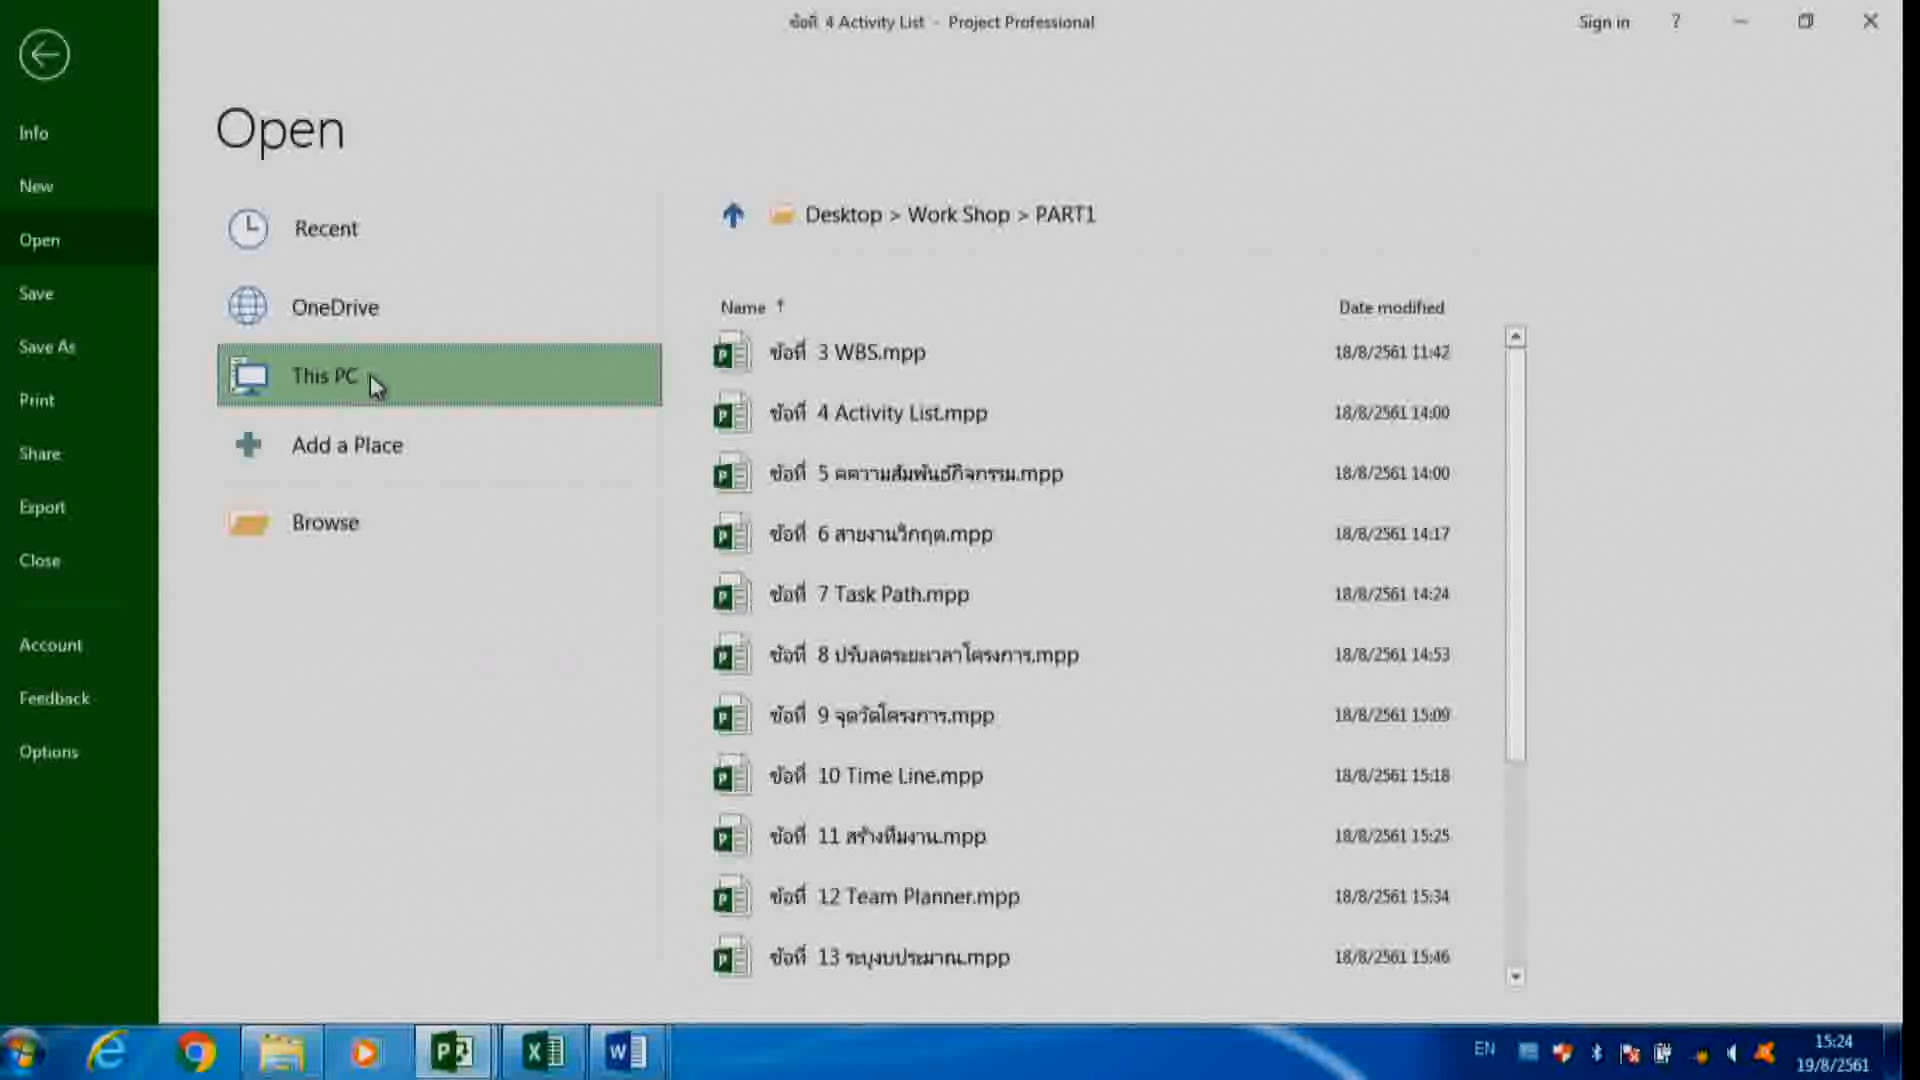 ข้อที่ 4 Activity List - Project Professional
Sign in
?
Info
New
Open
Save
Save As
Print
Share
Export
Close
Account
Feedback
Options
Open
Recent
OneDrive
This PC
Add a Place
Browse
Desktop > Work Shop > PART1
Name ↑ Date modified
ข้อที่ 3 WBS.mpp 18/8/2561 11:42
ข้อที่ 4 Activity List.mpp 18/8/2561 14:00
ข้อที่ 5 คความสัมพันธ์กิจกรรม.mpp 18/8/2561 14:00
ข้อที่ 6 สายงานวิกฤต.mpp 18/8/2561 14:17
ข้อที่ 7 Task Path.mpp 18/8/2561 14:24
ข้อที่ 8 ปรับลดระยะเวลาโครงการ.mpp 18/8/2561 14:53
ข้อที่ 9 จุดวัดโครงการ.mpp 18/8/2561 15:09
ข้อที่ 10 Time Line.mpp 18/8/2561 15:18
ข้อที่ 11 สร้างทีมงาน.mpp 18/8/2561 15:25
ข้อที่ 12 Team Planner.mpp 18/8/2561 15:34
ข้อที่ 13 ระบุงบประมาณ.mpp 18/8/2561 15:46
EN
15:24
19/8/2561